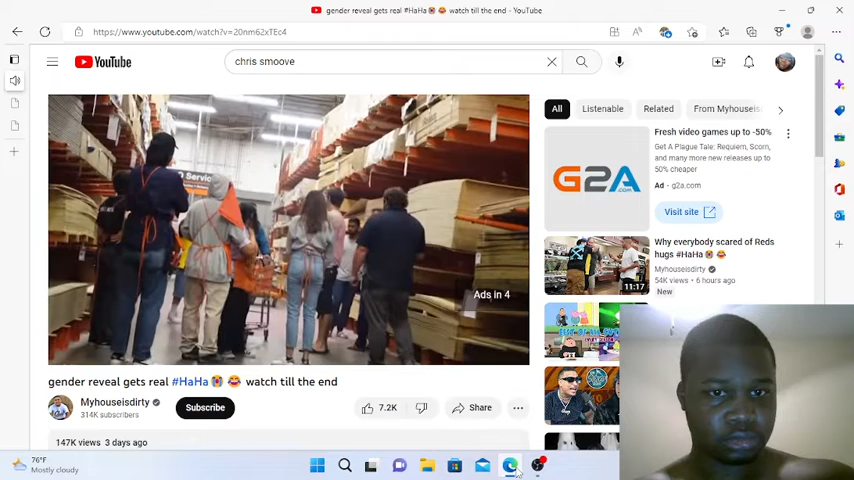 gender reveal gets real #HaHa😭😂 watch till the end - YouTube
https://www.youtube.com/watch?v=20nm62xTEc4
YouTube
chris smoove
Service
Ads in 4
gender reveal gets real #HaHa😭😂 watch till the end
Myhouseisdirty
314K subscribers
Subscribe
7.2K
Share
147K views 3 days ago
All
Listenable
Related
From Myhouseis
G2A
.COM
Fresh video games up to -50%
Get A Plague Tale: Requiem, Scorn,
and many more new releases up to
50% cheaper
Ad · g2a.com
Visit site
11:17
Why everybody scared of Reds
hugs #HaHa😭😂
Myhouseisdirty
54K views · 6 hours ago
New
76°F
Mostly cloudy